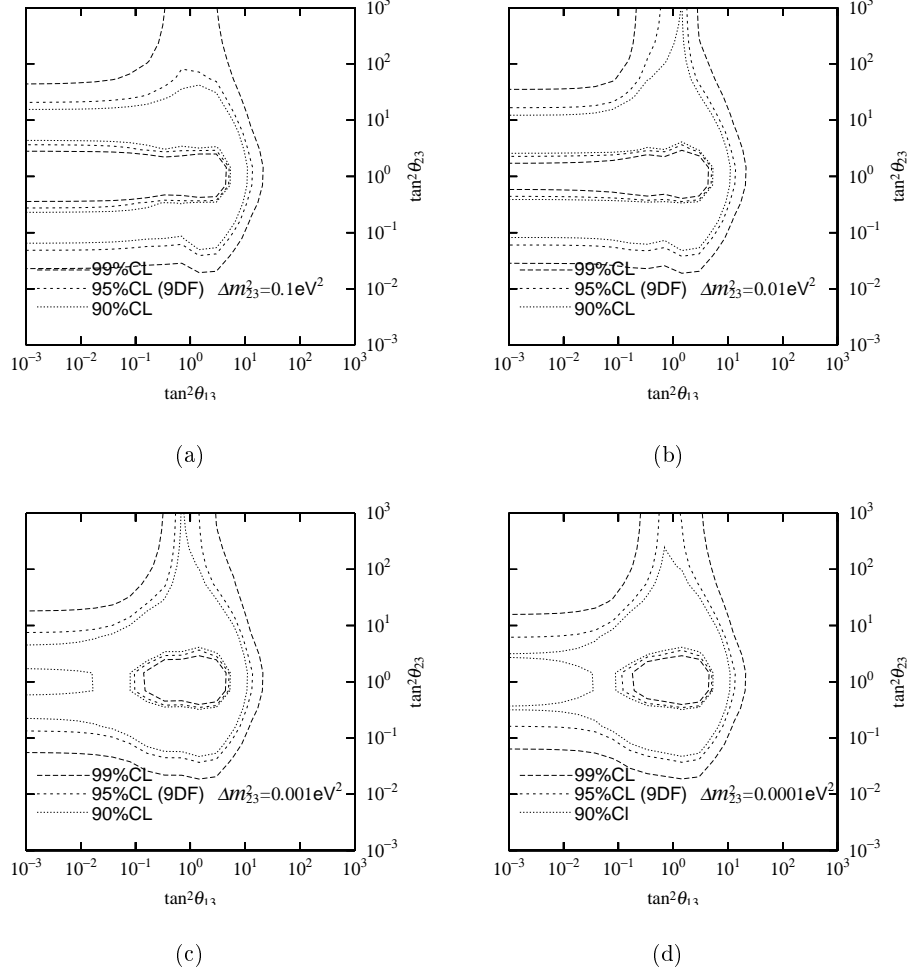 10³
10²
10¹
10⁰
10⁻¹
10⁻²
10⁻³
tan²θ₂₃
99%CL
95%CL (9DF) Δm²₂₃=0.1eV²
90%CL
10⁻³ 10⁻² 10⁻¹ 10⁰ 10¹ 10² 10³
tan²θ₁₃
(a)
10³
10²
10¹
10⁰
10⁻¹
10⁻²
10⁻³
tan²θ₂₃
99%CL
95%CL (9DF) Δm²₂₃=0.01eV²
90%CL
10⁻³ 10⁻² 10⁻¹ 10⁰ 10¹ 10² 10³
tan²θ₁₃
(b)
10³
10²
10¹
10⁰
10⁻¹
10⁻²
10⁻³
tan²θ₂₃
99%CL
95%CL (9DF) Δm²₂₃=0.001eV²
90%CL
10⁻³ 10⁻² 10⁻¹ 10⁰ 10¹ 10² 10³
tan²θ₁₃
(c)
10³
10²
10¹
10⁰
10⁻¹
10⁻²
10⁻³
tan²θ₂₃
99%CL
95%CL (9DF) Δm²₂₃=0.0001eV²
90%Cl
10⁻³ 10⁻² 10⁻¹ 10⁰ 10¹ 10² 10³
tan²θ₁₃
(d)